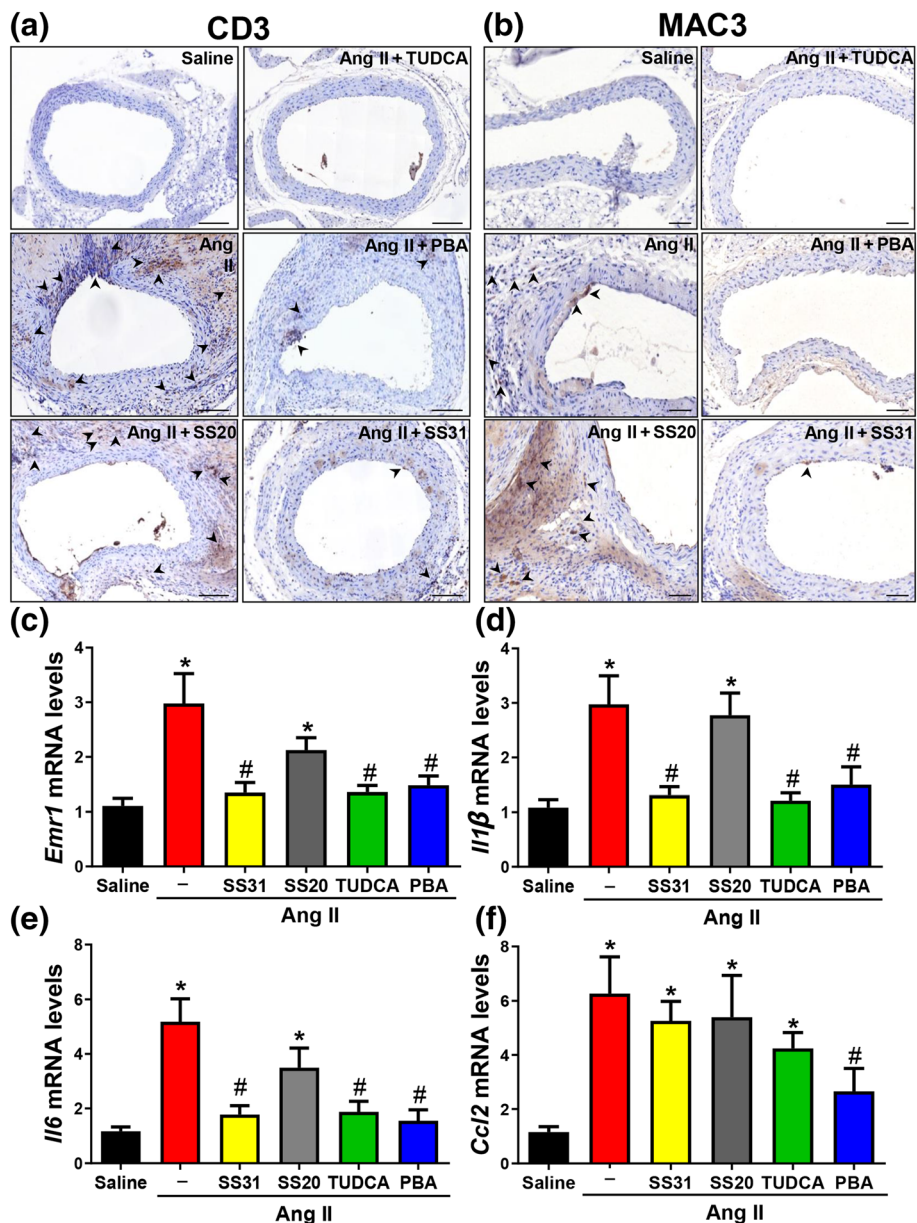 (a) CD3
Saline
Ang II + TUDCA
Ang
II
Ang II + PBA
Ang II + SS20
Ang II + SS31
(b) MAC3
Saline
Ang II + TUDCA
Ang II
Ang II + PBA
Ang II + SS20
Ang II + SS31
(c)
Emr1 mRNA levels
4
3
2
1
0
*
#
*
#
#
Saline – SS31 SS20 TUDCA PBA
Ang II
(d)
Il1β mRNA levels
4
3
2
1
0
*
#
*
#
#
Saline – SS31 SS20 TUDCA PBA
Ang II
(e)
Il6 mRNA levels
8
6
4
2
0
*
#
*
#
#
Saline – SS31 SS20 TUDCA PBA
Ang II
(f)
Ccl2 mRNA levels
8
6
4
2
0
*
*
*
*
#
Saline – SS31 SS20 TUDCA PBA
Ang II